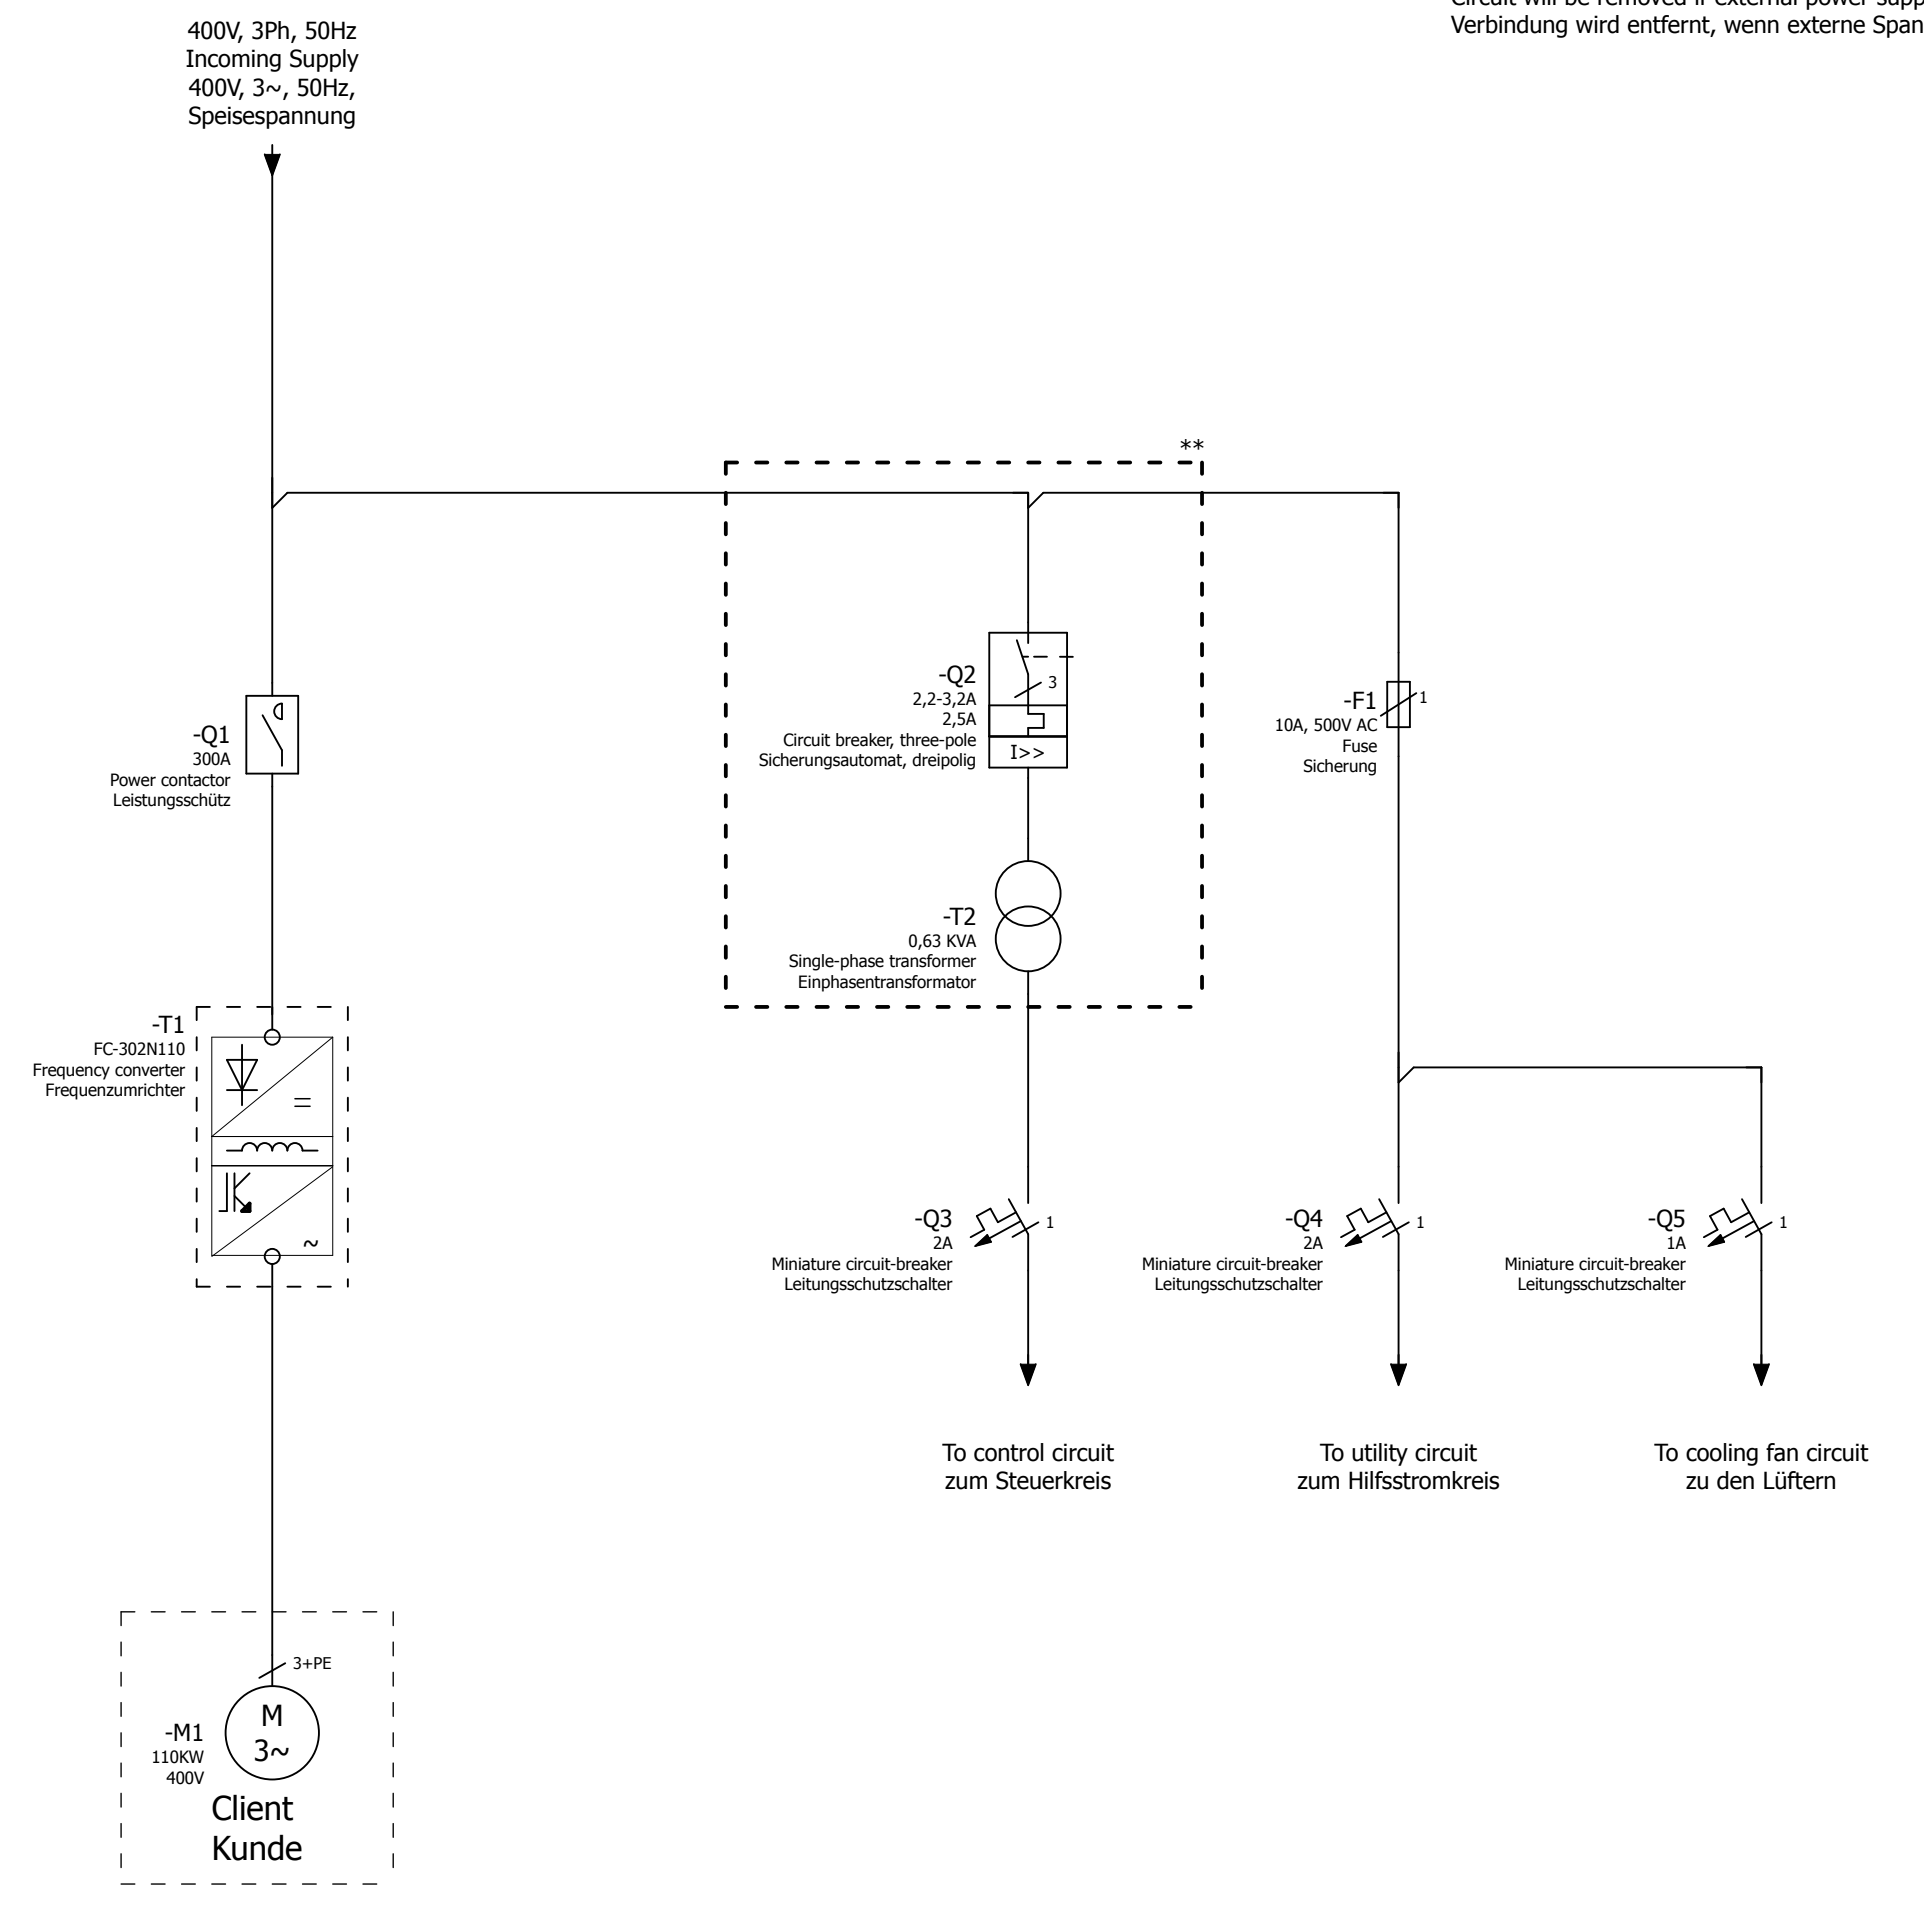 Circuit will be removed if external power supp
Verbindung wird entfernt, wenn externe Span
400V, 3Ph, 50Hz
Incoming Supply
400V, 3~, 50Hz,
Speisespannung
**
-Q1
300A
Power contactor
Leistungsschütz
-Q2
2,2-3,2A
2,5A
Circuit breaker, three-pole
Sicherungsautomat, dreipolig
3
I>>
-F1
10A, 500V AC
Fuse
Sicherung
1
-T2
0,63 KVA
Single-phase transformer
Einphasentransformator
-T1
FC-302N110
Frequency converter
Frequenzumrichter
=
~
-Q3
2A
Miniature circuit-breaker
Leitungsschutzschalter
1
-Q4
2A
Miniature circuit-breaker
Leitungsschutzschalter
1
-Q5
1A
Miniature circuit-breaker
Leitungsschutzschalter
1
To control circuit
zum Steuerkreis
To utility circuit
zum Hilfsstromkreis
To cooling fan circuit
zu den Lüftern
3+PE
-M1
110KW
400V
M
3~
Client
Kunde